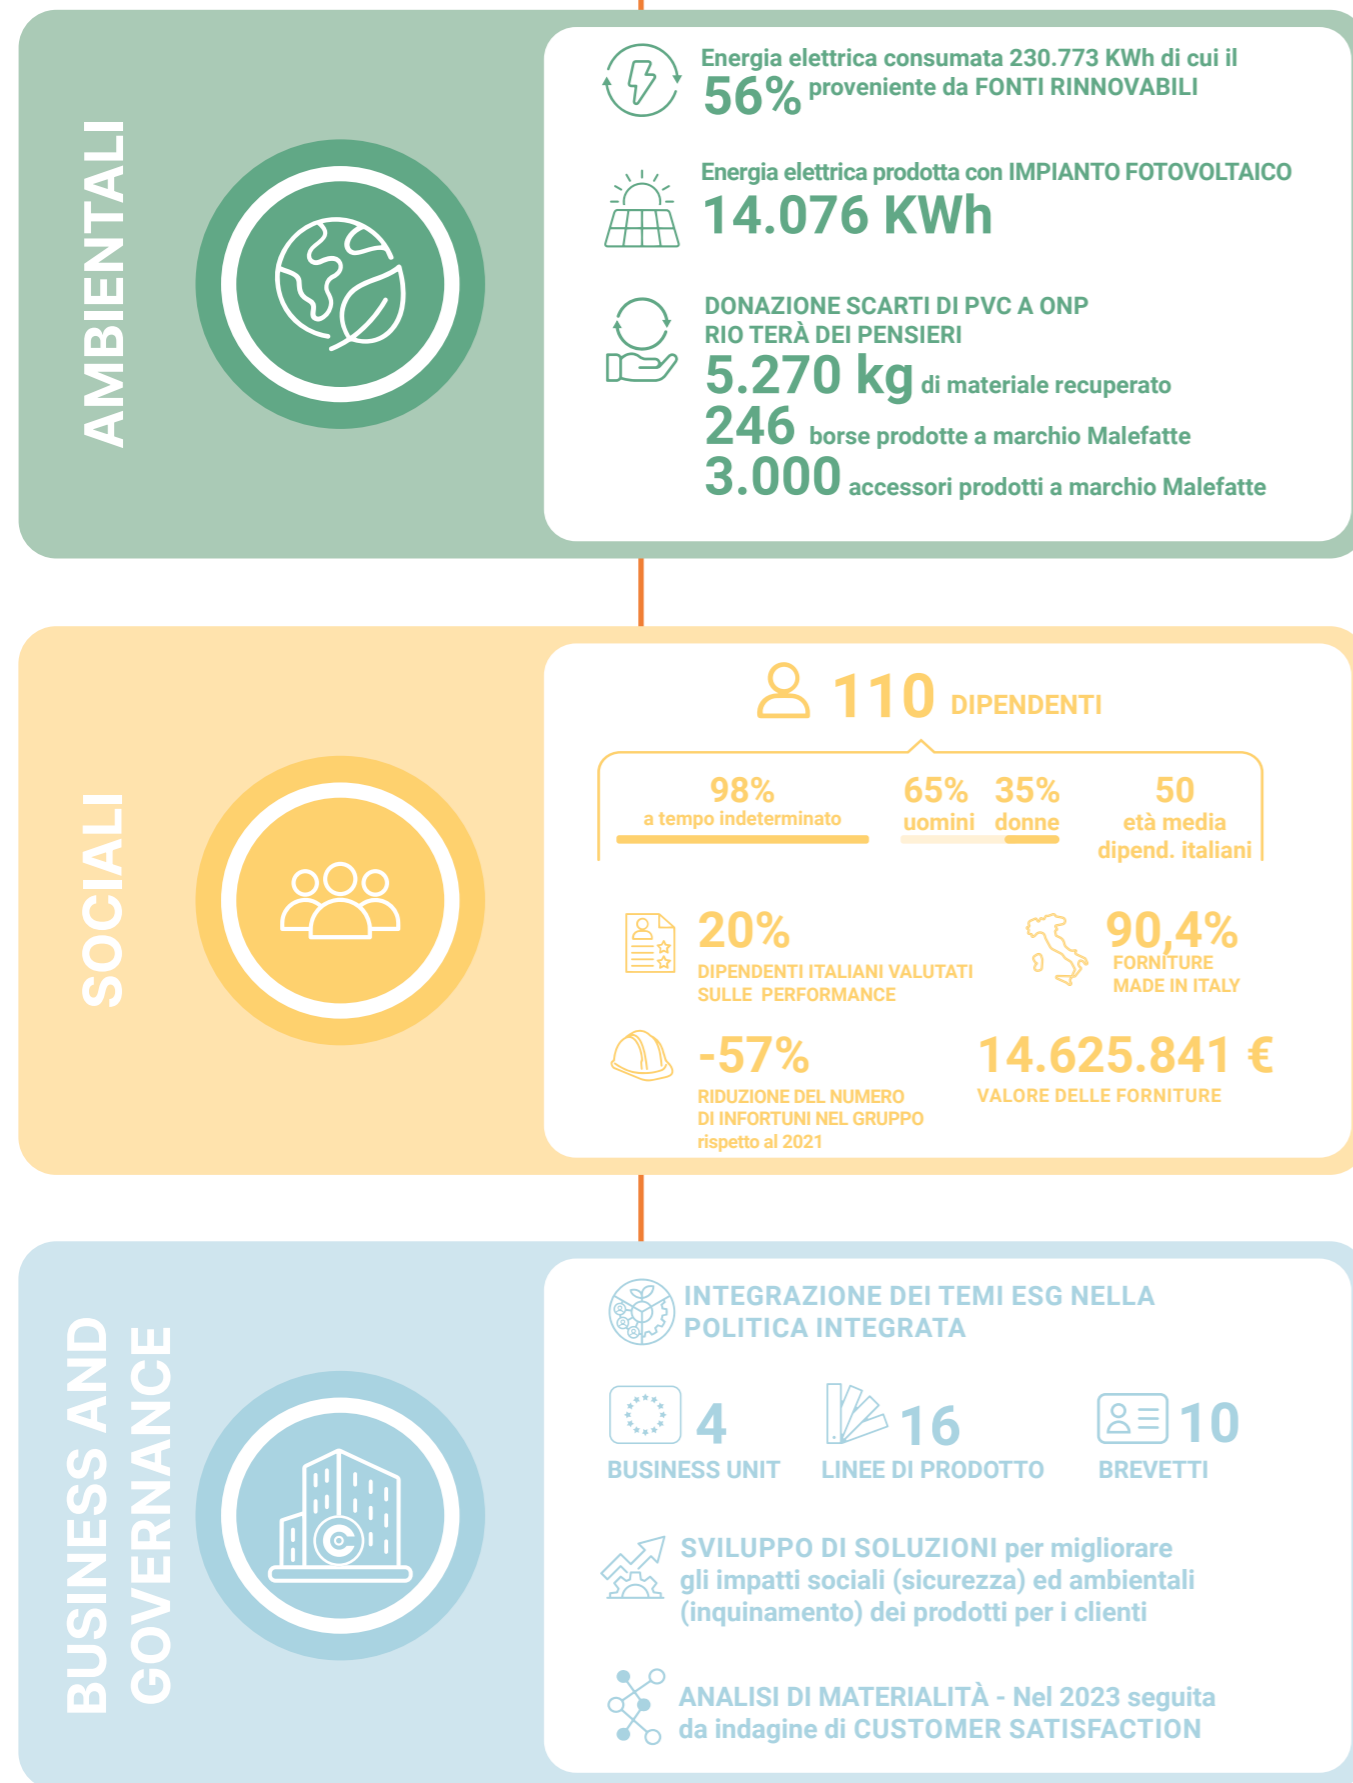 AMBIENTALI
Energia elettrica consumata 230.773 KWh di cui il
56% proveniente da FONTI RINNOVABILI
Energia elettrica prodotta con IMPIANTO FOTOVOLTAICO
14.076 KWh
DONAZIONE SCARTI DI PVC A ONP
RIO TERÀ DEI PENSIERI
5.270 kg di materiale recuperato
246 borse prodotte a marchio Malefatte
3.000 accessori prodotti a marchio Malefatte
SOCIALI
110 DIPENDENTI
98%
a tempo indeterminato
65% 35%
uomini donne
50
età media
dipend. italiani
20%
DIPENDENTI ITALIANI VALUTATI
SULLE PERFORMANCE
90,4%
FORNITURE
MADE IN ITALY
-57%
RIDUZIONE DEL NUMERO
DI INFORTUNI NEL GRUPPO
rispetto al 2021
14.625.841 €
VALORE DELLE FORNITURE
BUSINESS AND
GOVERNANCE
INTEGRAZIONE DEI TEMI ESG NELLA
POLITICA INTEGRATA
4
BUSINESS UNIT
16
LINEE DI PRODOTTO
10
BREVETTI
SVILUPPO DI SOLUZIONI per migliorare
gli impatti sociali (sicurezza) ed ambientali
(inquinamento) dei prodotti per i clienti
ANALISI DI MATERIALITÀ - Nel 2023 seguita
da indagine di CUSTOMER SATISFACTION